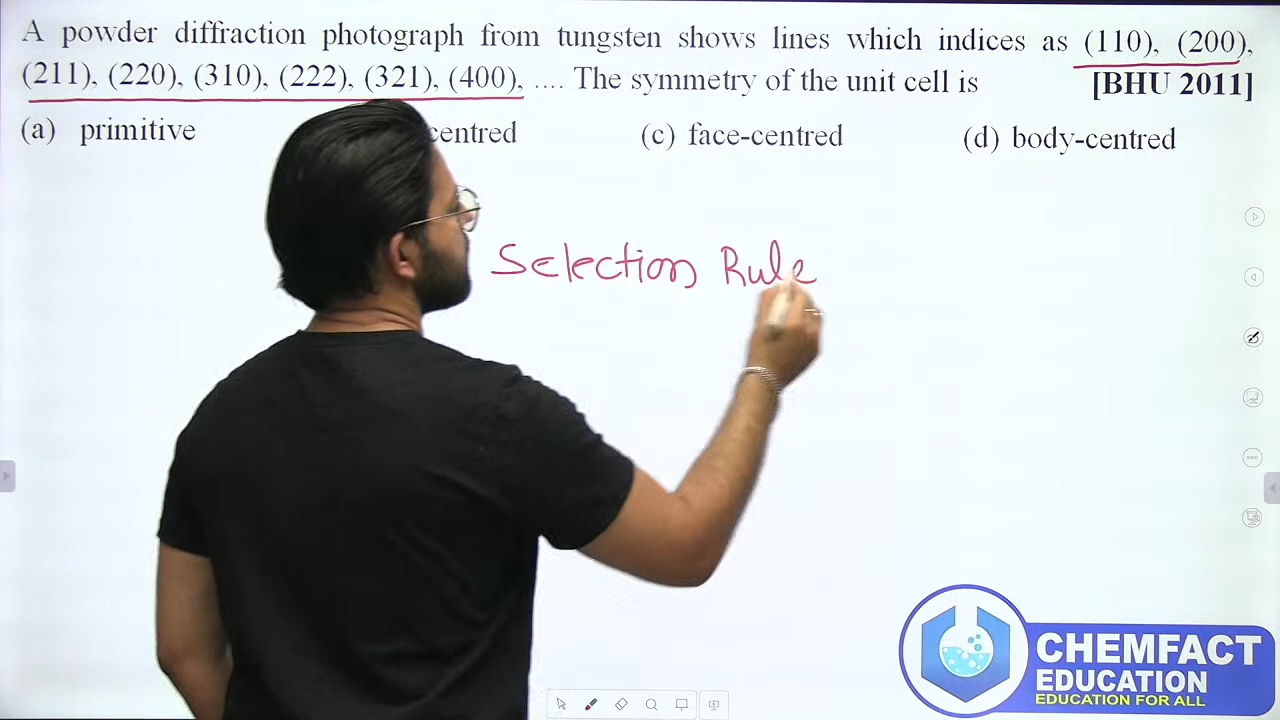 A powder diffraction photograph from tungsten shows lines which indices as (110), (200),
(211), (220), (310), (222), (321), (400), .... The symmetry of the unit cell is [BHU 2011]
(a) primitive centred (c) face-centred (d) body-centred
Selection Rule
CHEMFACT
EDUCATION
EDUCATION FOR ALL